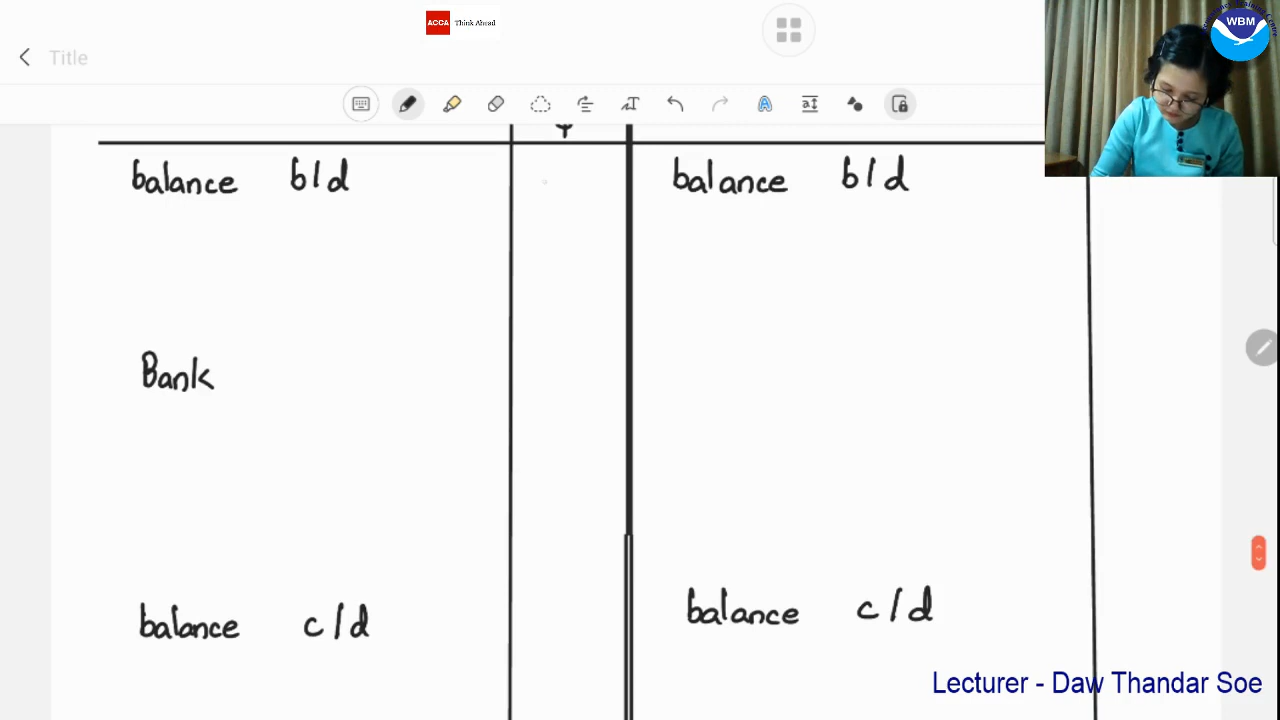 ACCA Think Ahead
WBM
Title
balance b/d
balance b/d
Bank
balance c/d
balance c/d
Lecturer - Daw Thandar Soe